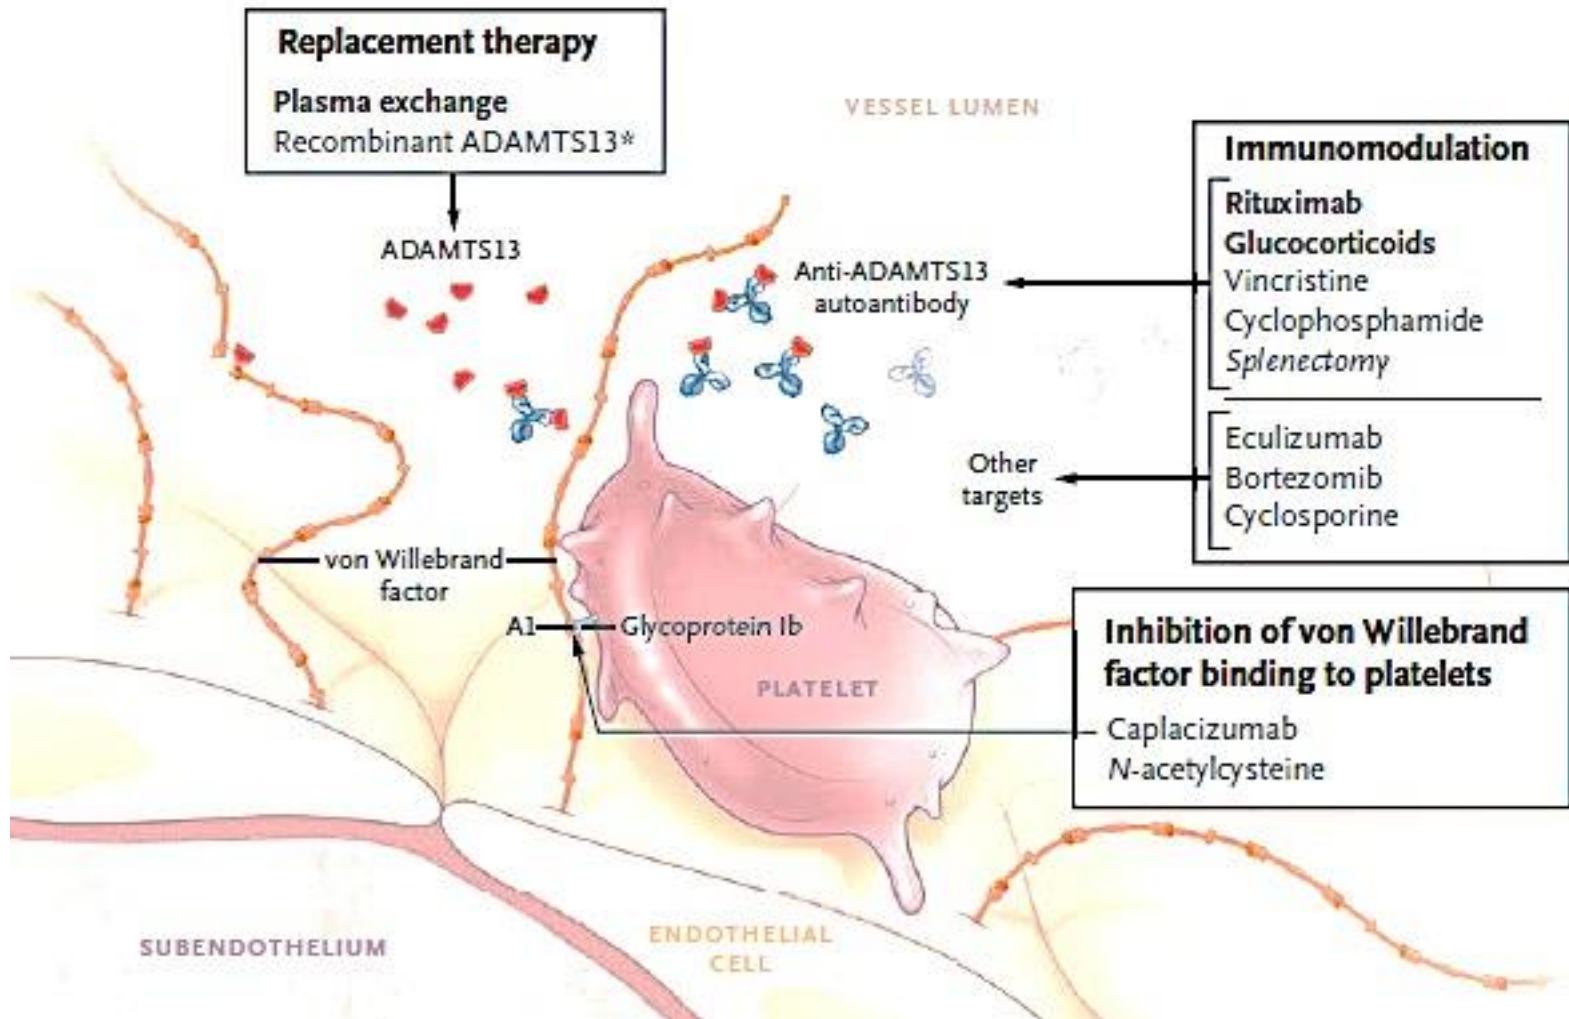 Replacement therapy
Plasma exchange
Recombinant ADAMTS13*
VESSEL LUMEN
ADAMTS13
Anti-ADAMTS13
autoantibody
Immunomodulation
Rituximab
Glucocorticoids
Vincristine
Cyclophosphamide
Splenectomy
Other
targets
Eculizumab
Bortezomib
Cyclosporine
von Willebrand
factor
A1
Glycoprotein Ib
PLATELET
Inhibition of von Willebrand
factor binding to platelets
Caplacizumab
N-acetylcysteine
SUBENDOTHELIUM
ENDOTHELIAL
CELL